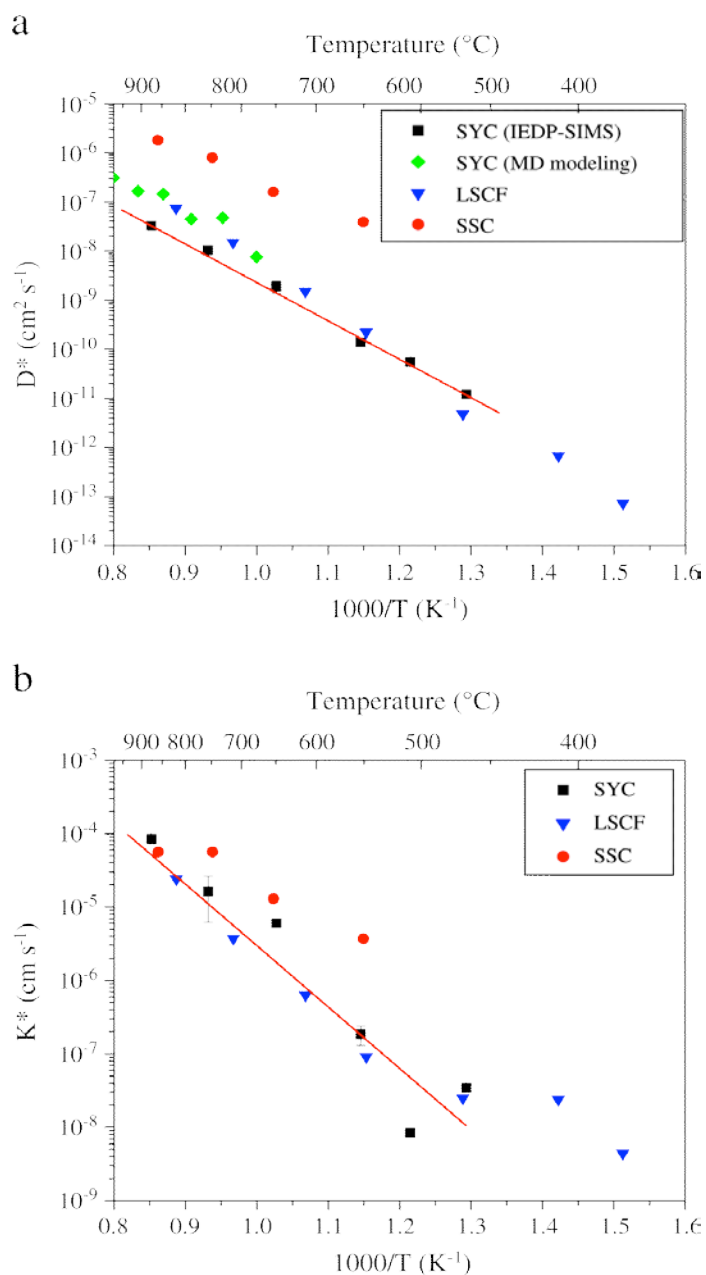 a
Temperature (°C)
900 800 700 600 500 400
10-5
10-6
10-7
10-8
10-9
10-10
10-11
10-12
10-13
10-14
D* (cm2 s-1)
SYC (IEDP-SIMS)
SYC (MD modeling)
LSCF
SSC
0.8 0.9 1.0 1.1 1.2 1.3 1.4 1.5 1.6
1000/T (K-1)
b
Temperature (°C)
900 800 700 600 500 400
10-3
10-4
10-5
10-6
10-7
10-8
10-9
K* (cm s-1)
SYC
LSCF
SSC
0.8 0.9 1.0 1.1 1.2 1.3 1.4 1.5 1.6
1000/T (K-1)